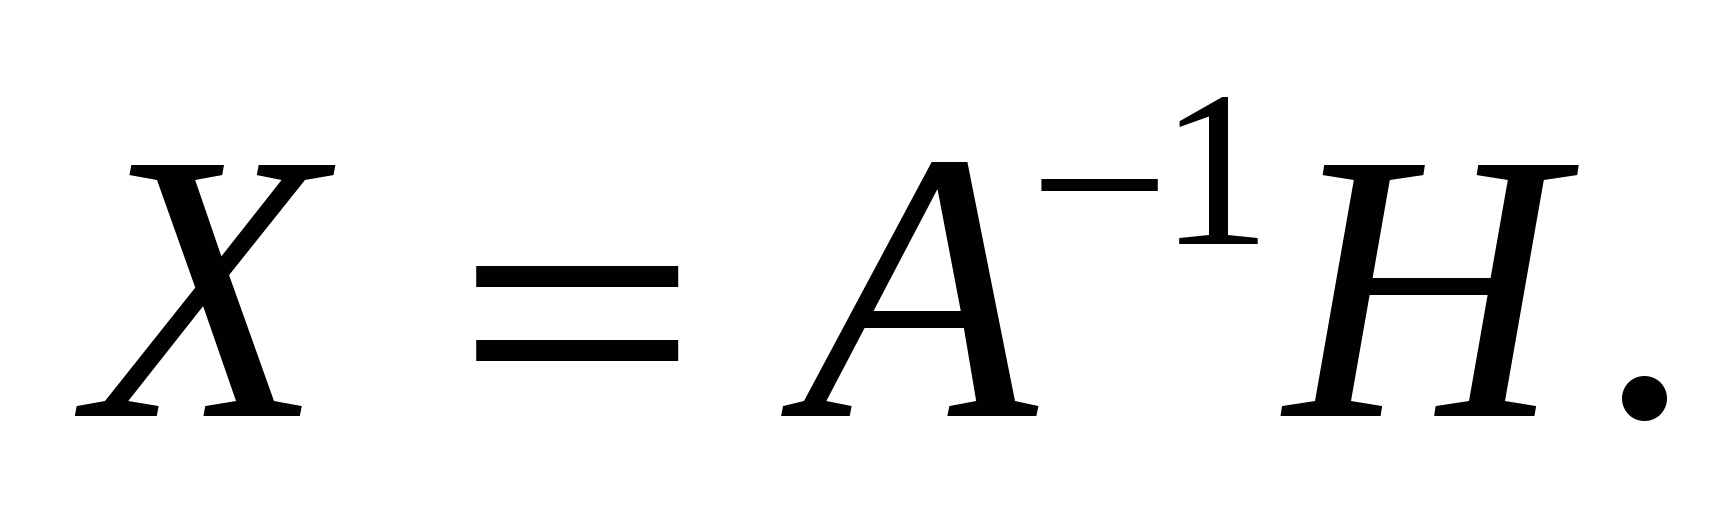 X = A⁻¹H.